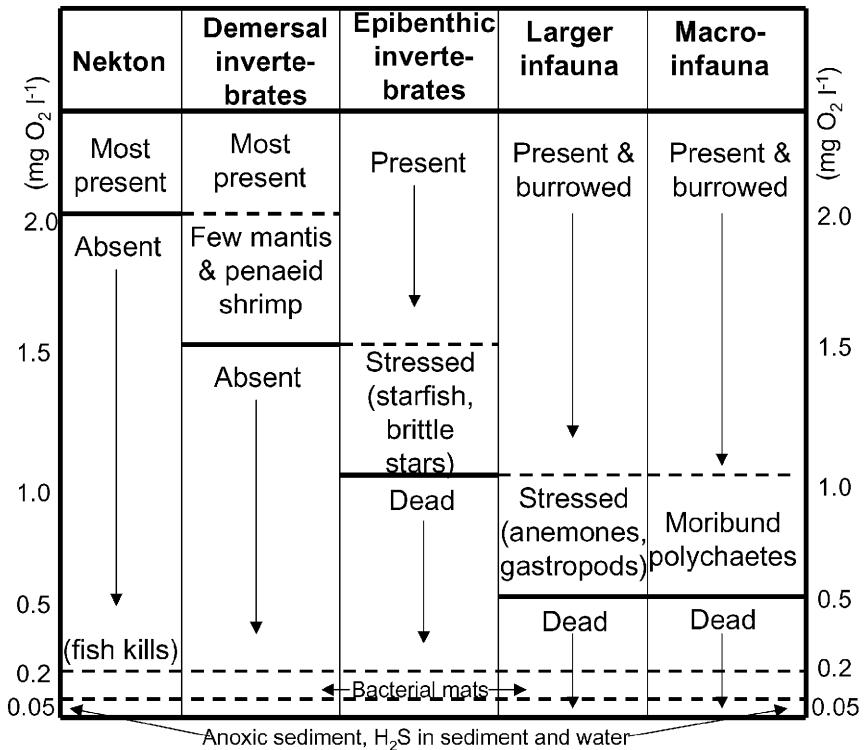 Nekton
Demersal
inverte-
brates
Epibenthic
inverte-
brates
Larger
infauna
Macro-
infauna
(mg O₂ l⁻¹)
(mg O₂ l⁻¹)
Most
present
Most
present
Present
Present &
burrowed
Present &
burrowed
2.0
2.0
Absent
Few mantis
& penaeid
shrimp
1.5
1.5
Absent
Stressed
(starfish,
brittle
stars)
1.0
1.0
Dead
Stressed
(anemones,
gastropods)
Moribund
polychaetes
0.5
0.5
Dead
Dead
(fish kills)
0.2
0.2
Bacterial mats
0.05
0.05
Anoxic sediment, H₂S in sediment and water